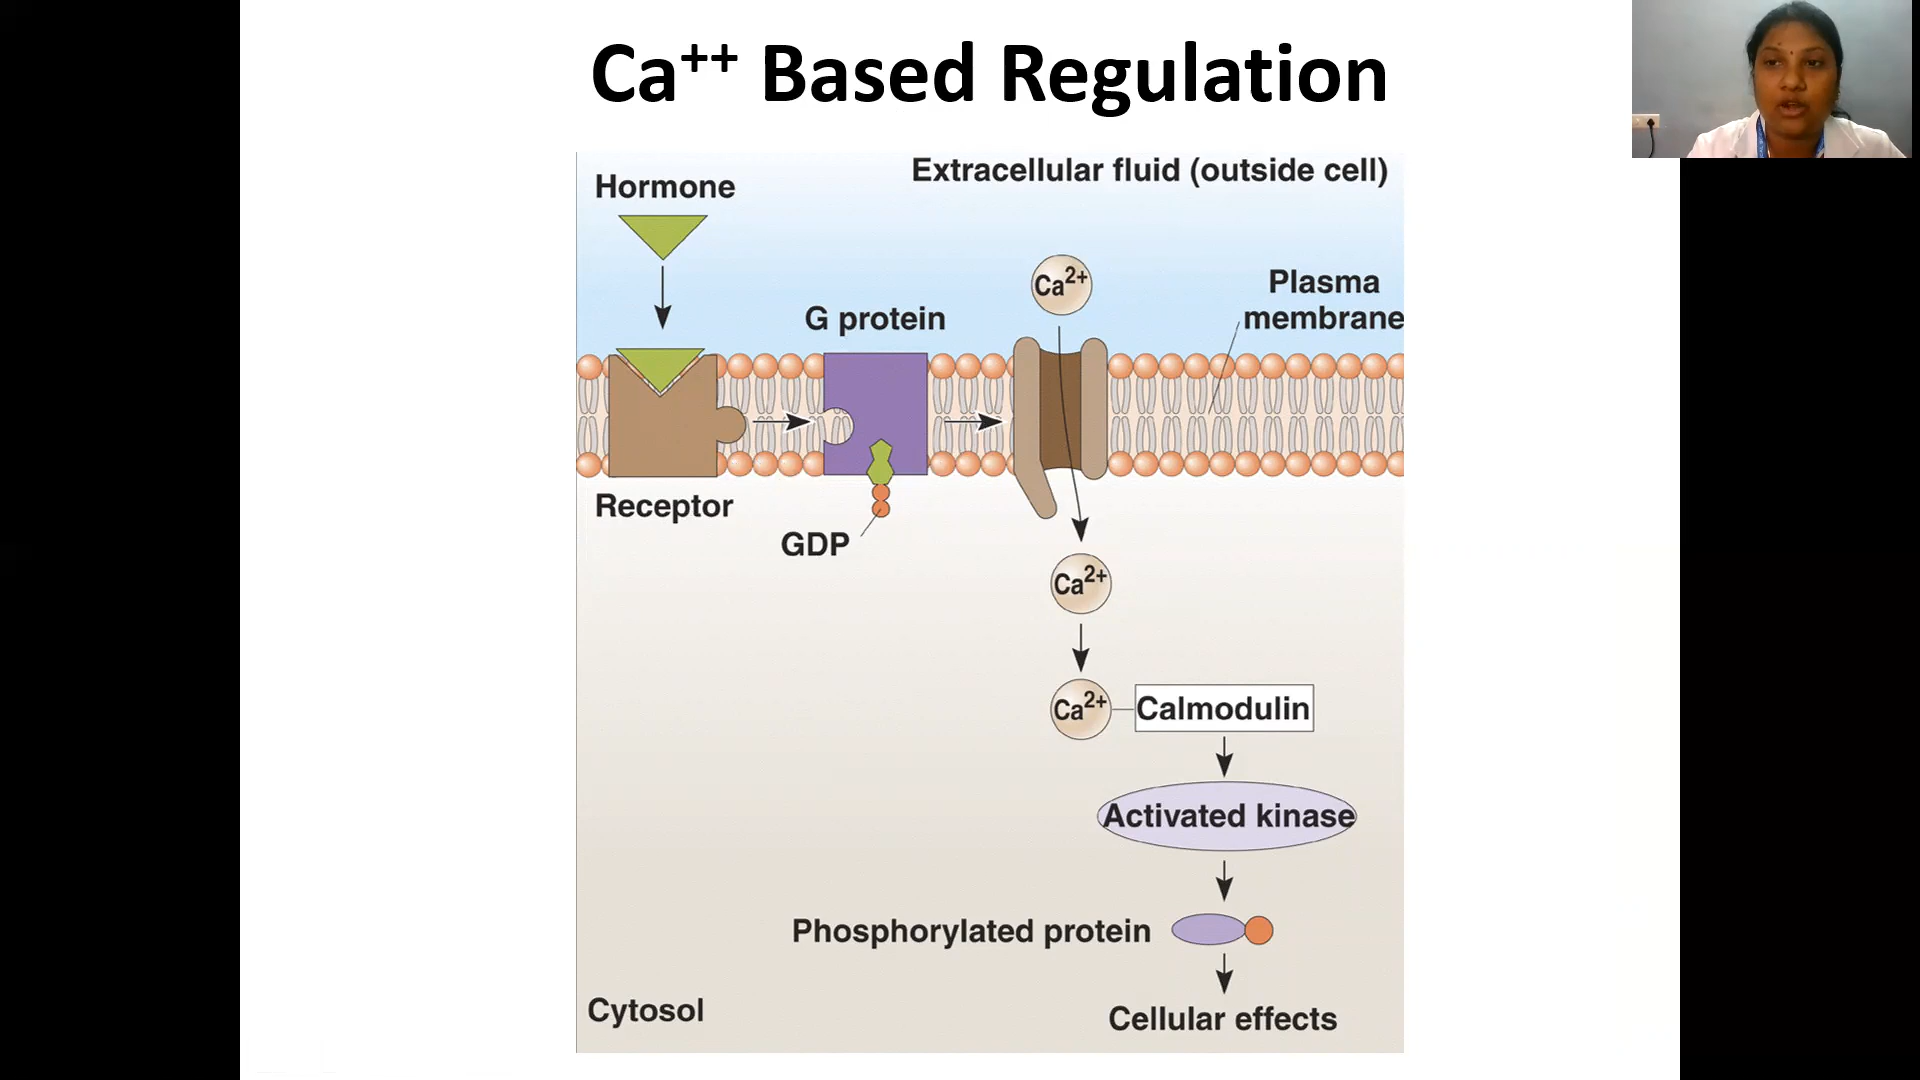 Ca⁺⁺ Based Regulation
Extracellular fluid (outside cell)
Hormone
Ca²⁺
Plasma
membrane
G protein
Receptor
GDP
Ca²⁺
Ca²⁺
Calmodulin
Activated kinase
Phosphorylated protein
Cytosol
Cellular effects